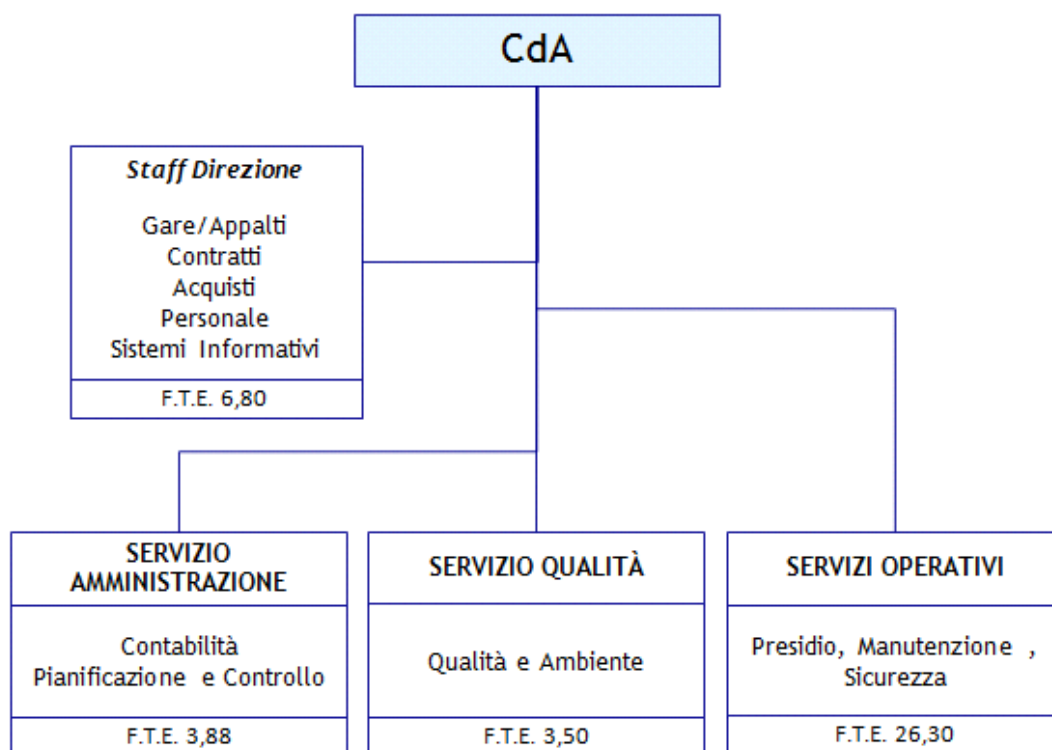 CdA
Staff Direzione
Gare/Appalti
Contratti
Acquisti
Personale
Sistemi Informativi
F.T.E. 6,80
SERVIZIO
AMMINISTRAZIONE
Contabilità
Pianificazione e Controllo
F.T.E. 3,88
SERVIZIO QUALITÀ
Qualità e Ambiente
F.T.E. 3,50
SERVIZI OPERATIVI
Presidio, Manutenzione ,
Sicurezza
F.T.E. 26,30